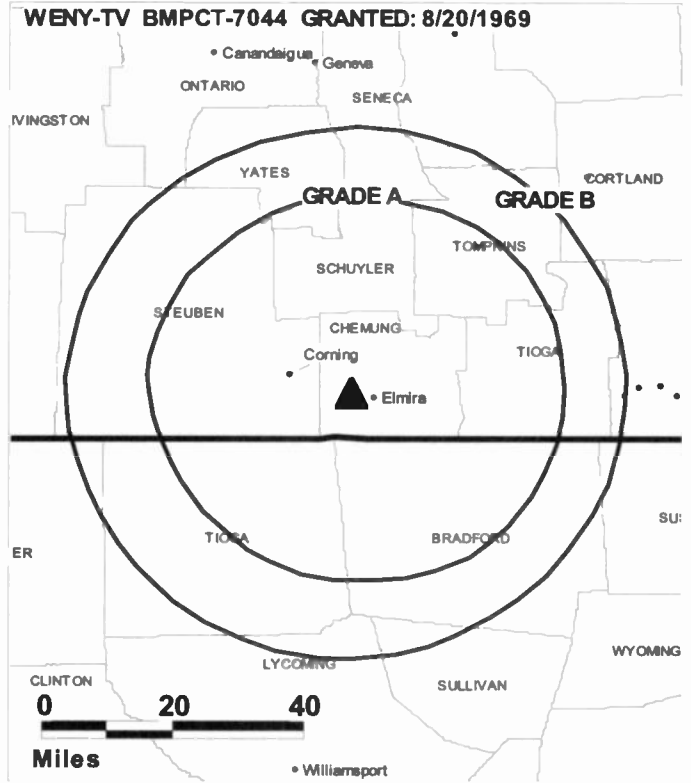 WENY-TV BMPCT-7044 GRANTED: 8/20/1969
Canandaigua
Geneva
ONTARIO
SENECA
IVINGSTON
YATES
CORTLAND
GRADE A
GRADE B
TOMPKINS
SCHUYLER
STEUBEN
CHEMUNG
TIOGA
Corning
Elmira
TIOGA
BRADFORD
SUS
ER
LYCOMING
WYOMING
CLINTON
SULLIVAN
0 20 40
Miles
Williamsport